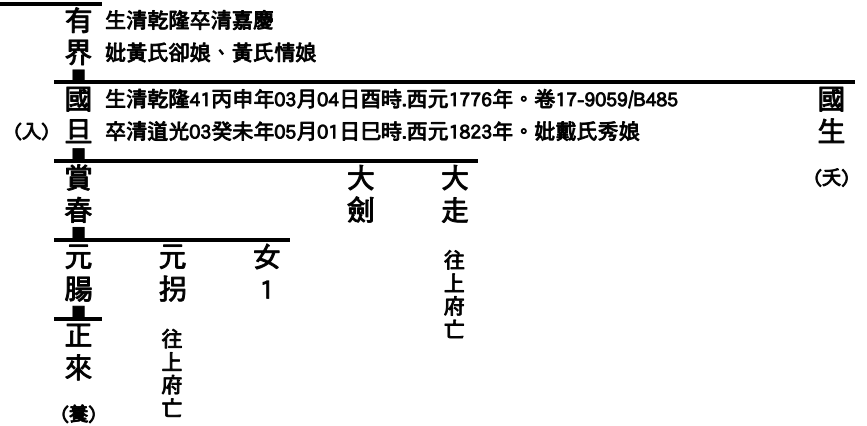 有界 生清乾隆卒清嘉慶
妣黃氏卻娘、黃氏情娘
國旦 (入) 生清乾隆41丙申年03月04日酉時.西元1776年。卷17-9059/B485
卒清道光03癸未年05月01日巳時.西元1823年。妣戴氏秀娘
國生 (夭)
賞春
大劍
大走 往上府亡
元腸
元拐 往上府亡
女1
正來 (養)